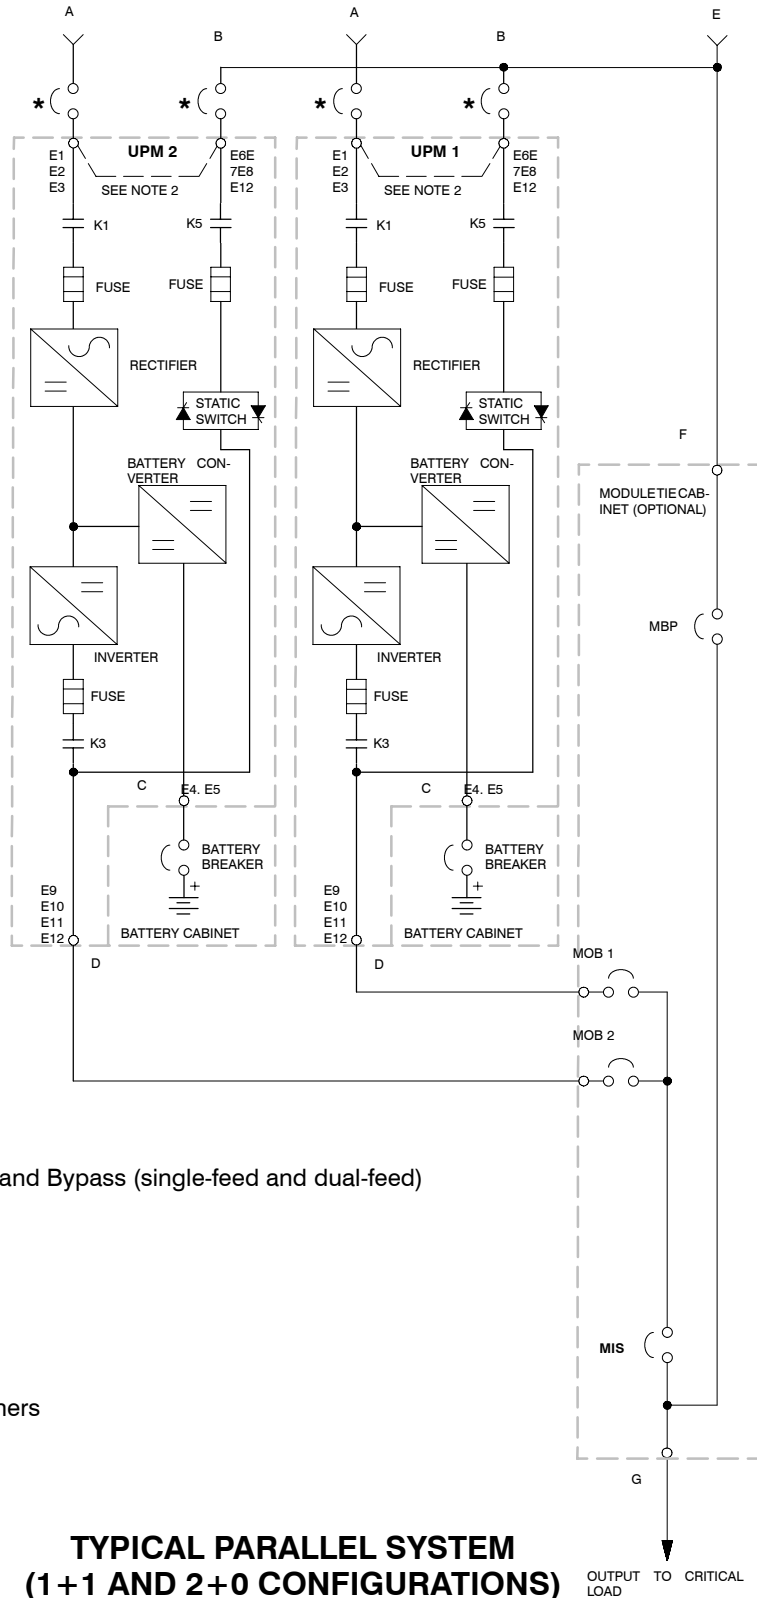 A
B
A
B
E
*
*
*
*
E1
E2
E3
UPM 2
E6E
7E8
E12
SEE NOTE 2
E1
E2
E3
UPM 1
E6E
7E8
E12
SEE NOTE 2
K1
K5
K1
K5
FUSE
FUSE
FUSE
FUSE
RECTIFIER
STATIC
SWITCH
RECTIFIER
STATIC
SWITCH
F
BATTERY CON-
VERTER
BATTERY CON-
VERTER
MODULETIECAB-
INET (OPTIONAL)
MBP
INVERTER
INVERTER
FUSE
FUSE
K3
K3
C
E4. E5
C
E4. E5
BATTERY
BREAKER
BATTERY
BREAKER
+
+
E9
E10
E11
E12
BATTERY CABINET
E9
E10
E11
E12
BATTERY CABINET
D
D
MOB 1
MOB 2
and Bypass (single-feed and dual-feed)
MIS
ners
G
TYPICAL PARALLEL SYSTEM
(1+1 AND 2+0 CONFIGURATIONS)
OUTPUT TO CRITICAL
LOAD